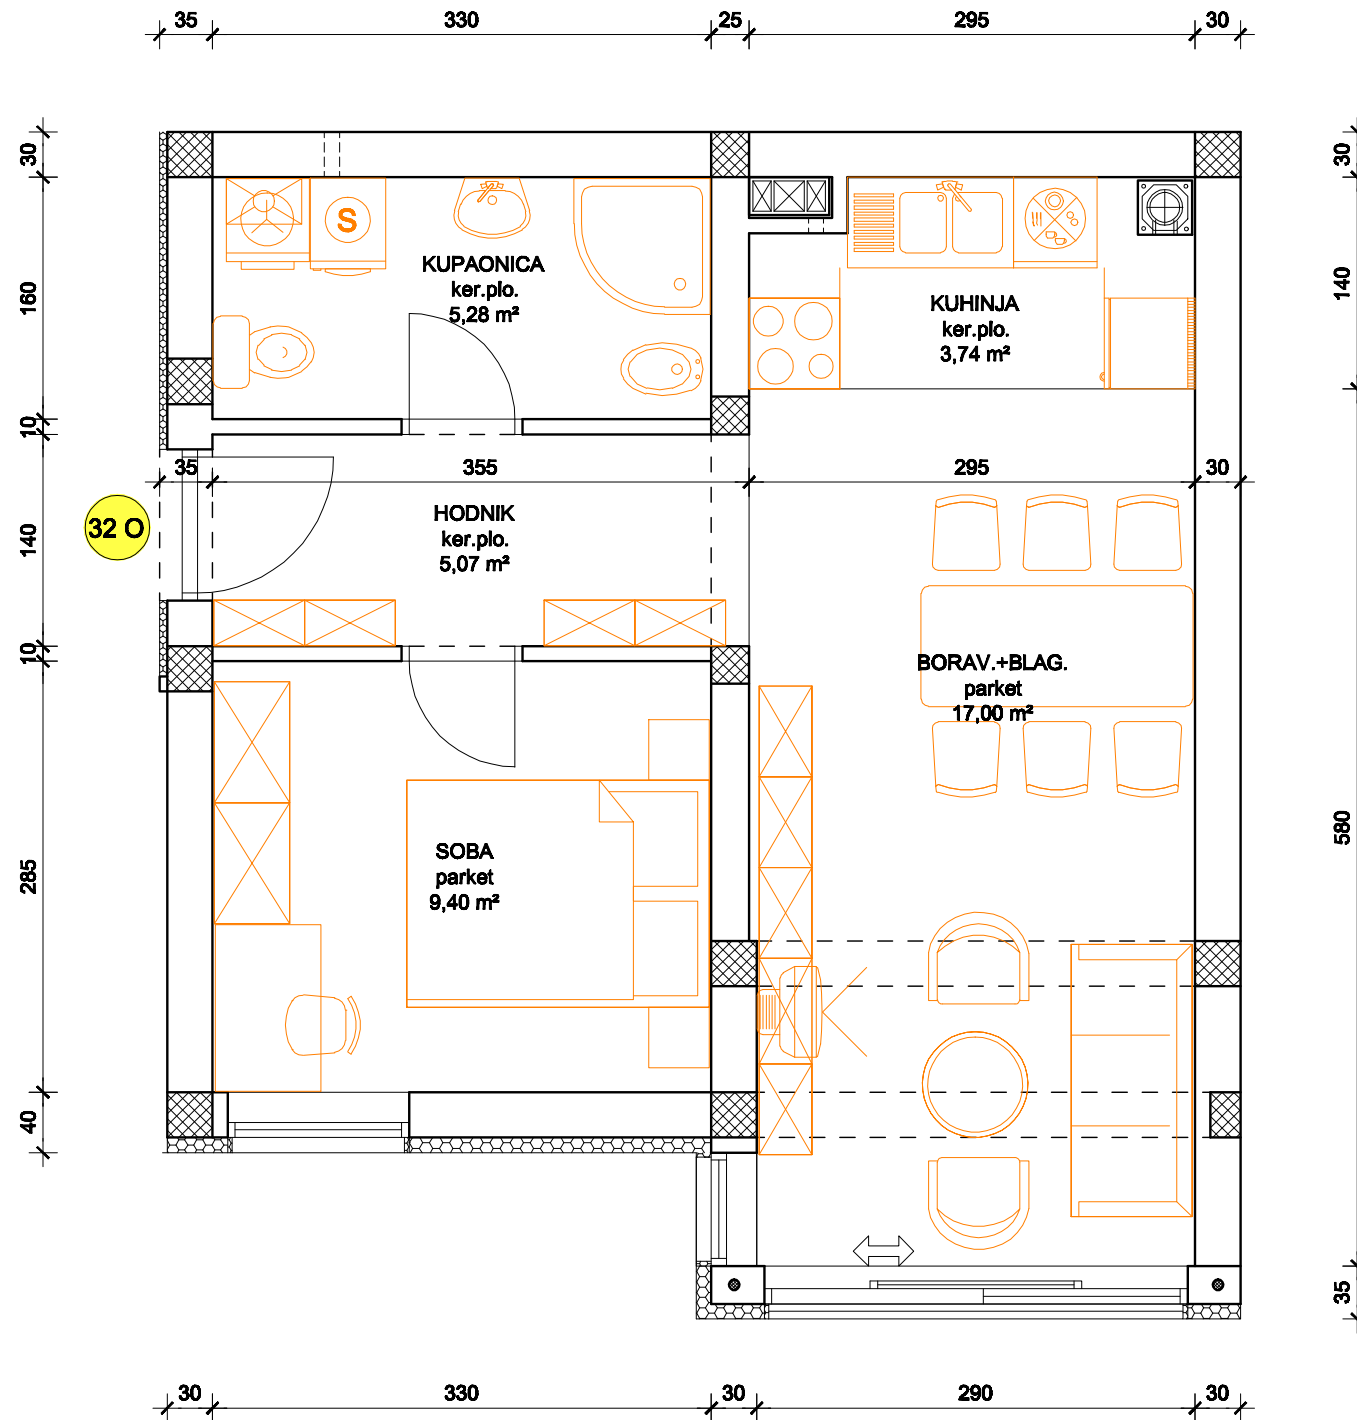 35 330 25 295 30
30
30
S
KUPAONICA
ker.plo.
5,28 m²
KUHINJA
ker.plo.
3,74 m²
160
140
10
35 355 295 30
32 O
HODNIK
ker.plo.
5,07 m²
140
10
BORAV.+BLAG.
parket
17,00 m²
SOBA
parket
9,40 m²
285
580
40
35
30 330 30 290 30